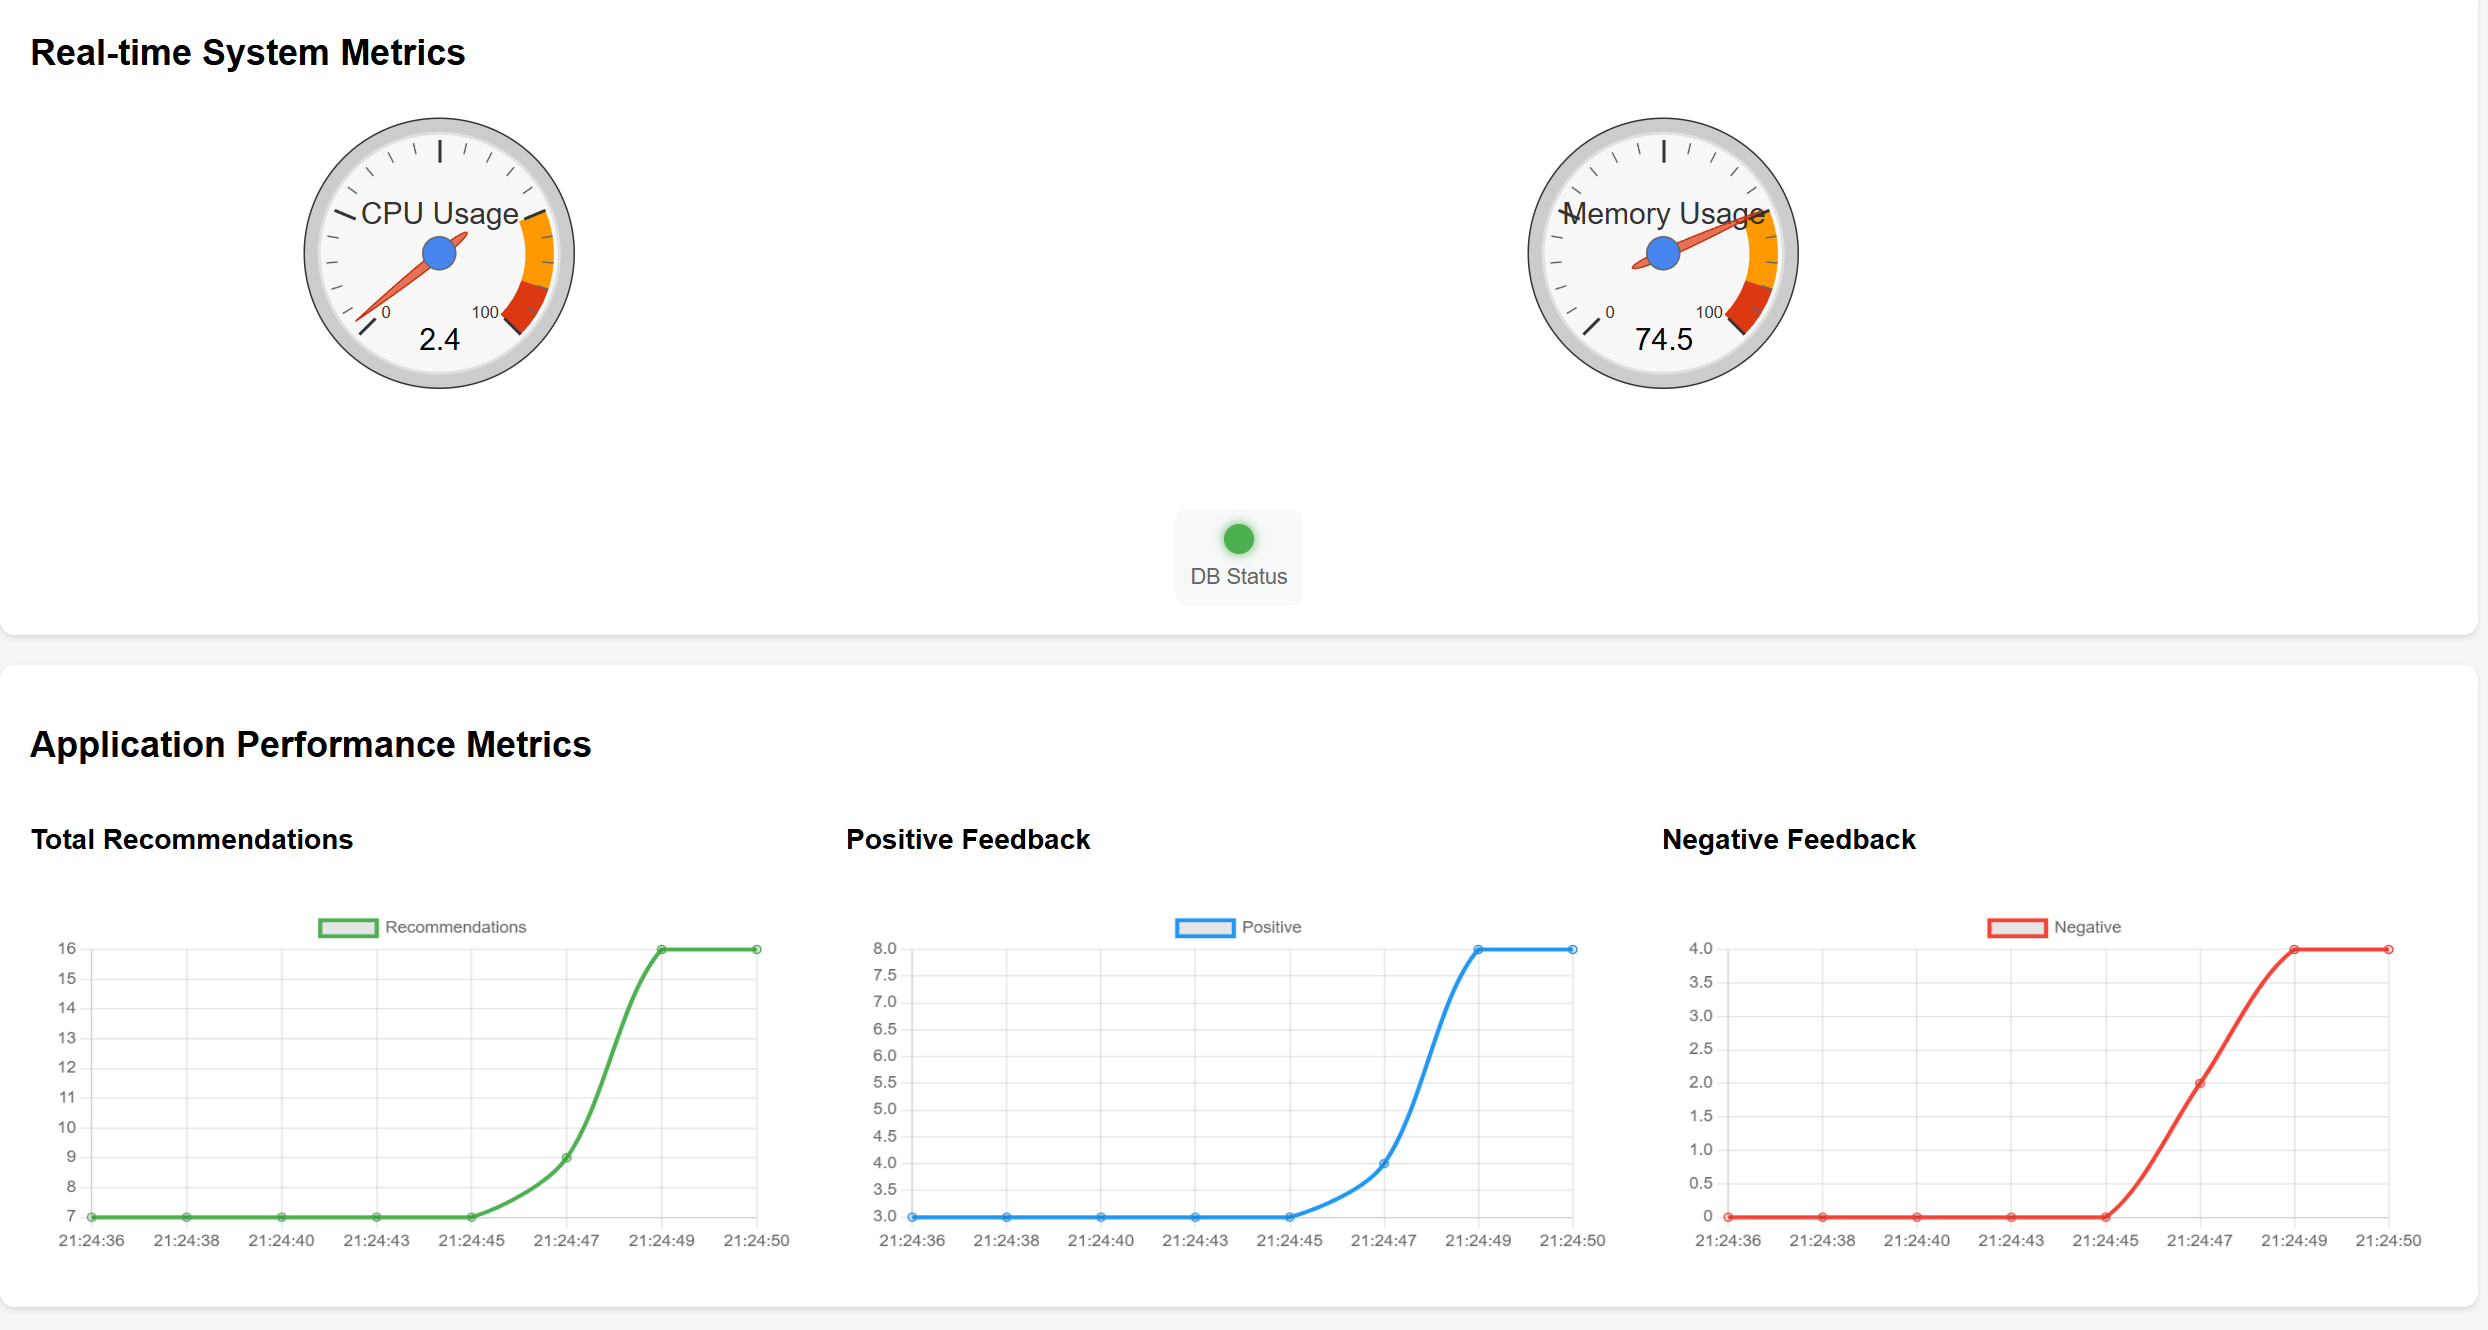 Real-time System Metrics
CPU Usage
0
100
2.4
Memory Usage
0
100
74.5
DB Status
Application Performance Metrics
Total Recommendations
Recommendations
16
15
14
13
12
11
10
9
8
7
21:24:36 21:24:38 21:24:40 21:24:43 21:24:45 21:24:47 21:24:49 21:24:50
Positive Feedback
Positive
8.0
7.5
7.0
6.5
6.0
5.5
5.0
4.5
4.0
3.5
3.0
21:24:36 21:24:38 21:24:40 21:24:43 21:24:45 21:24:47 21:24:49 21:24:50
Negative Feedback
Negative
4.0
3.5
3.0
2.5
2.0
1.5
1.0
0.5
0
21:24:36 21:24:38 21:24:40 21:24:43 21:24:45 21:24:47 21:24:49 21:24:50